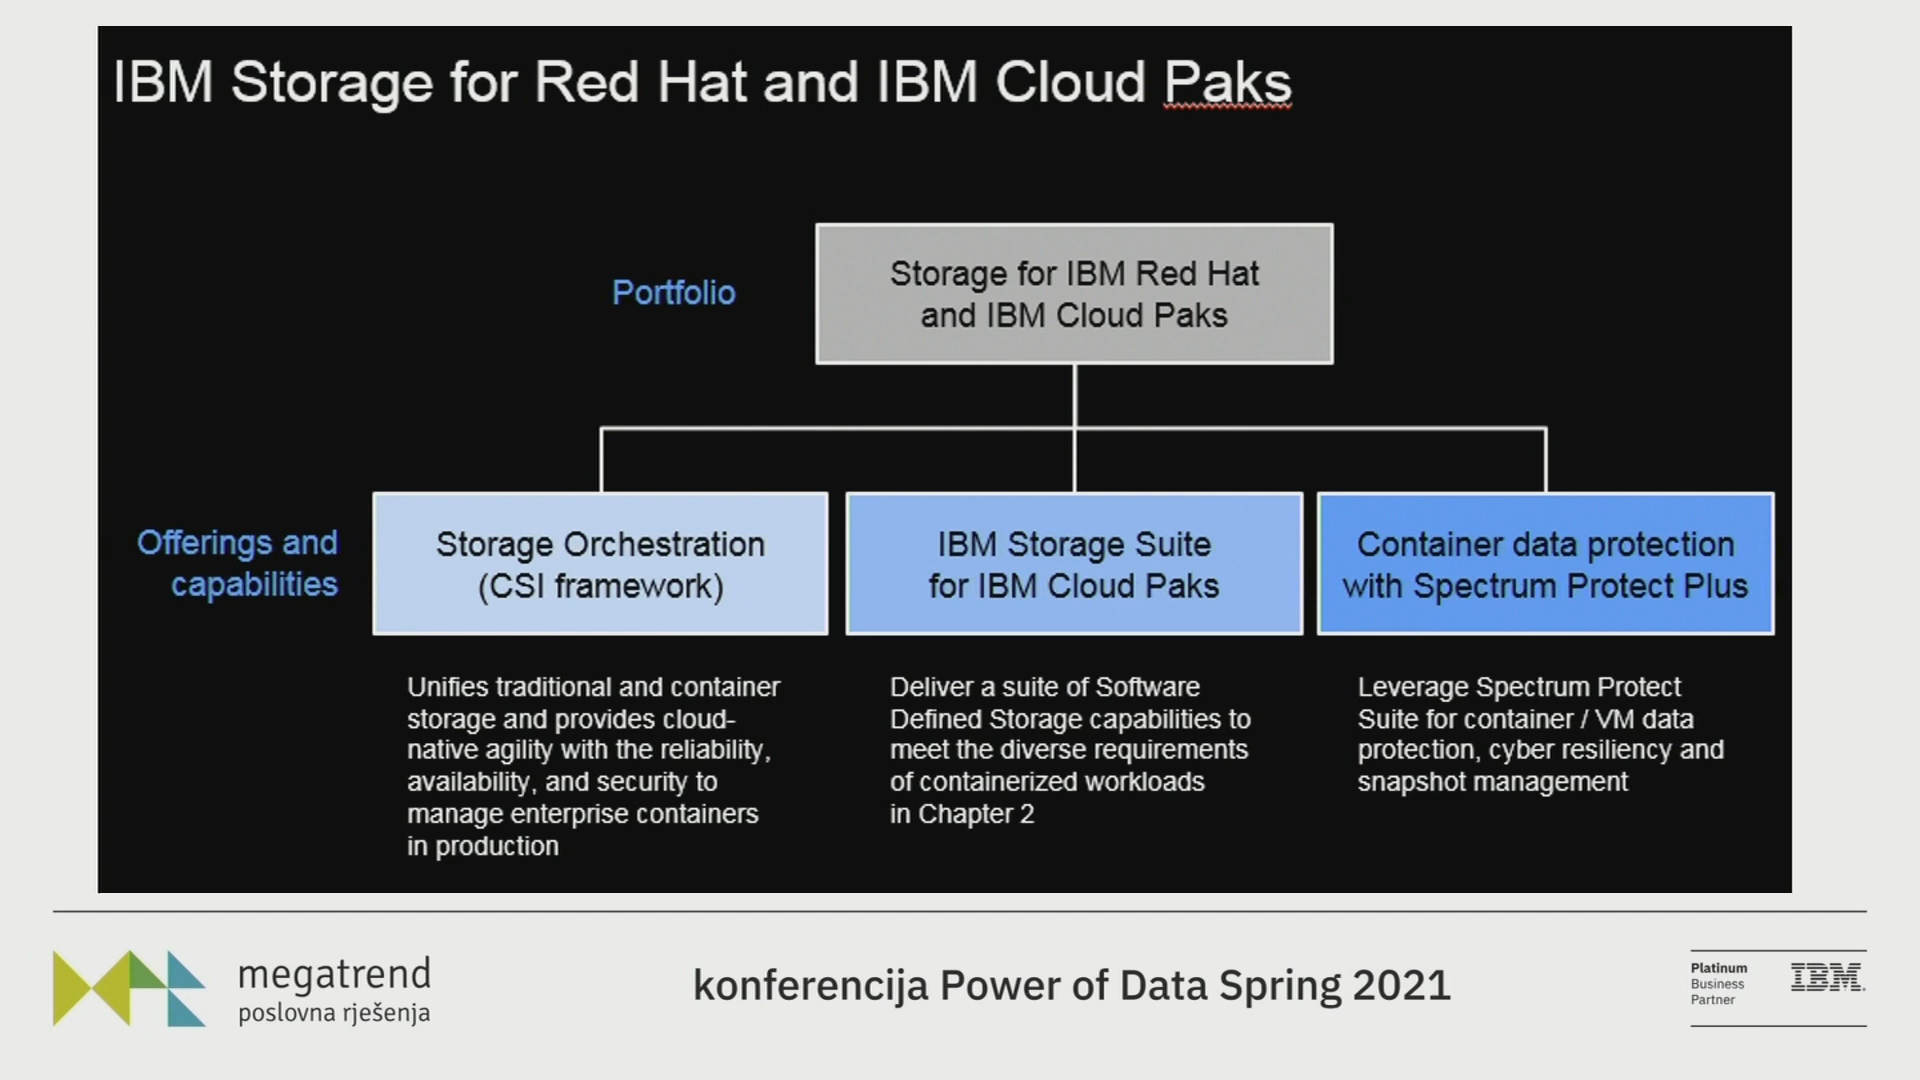 IBM Storage for Red Hat and IBM Cloud Paks
Portfolio
Storage for IBM Red Hat
and IBM Cloud Paks
Offerings and
capabilities
Storage Orchestration
(CSI framework)
IBM Storage Suite
for IBM Cloud Paks
Container data protection
with Spectrum Protect Plus
Unifies traditional and container
storage and provides cloud-
native agility with the reliability,
availability, and security to
manage enterprise containers
in production
Deliver a suite of Software
Defined Storage capabilities to
meet the diverse requirements
of containerized workloads
in Chapter 2
Leverage Spectrum Protect
Suite for container / VM data
protection, cyber resiliency and
snapshot management
megatrend
poslovna rješenja
konferencija Power of Data Spring 2021
Platinum
Business
Partner
IBM